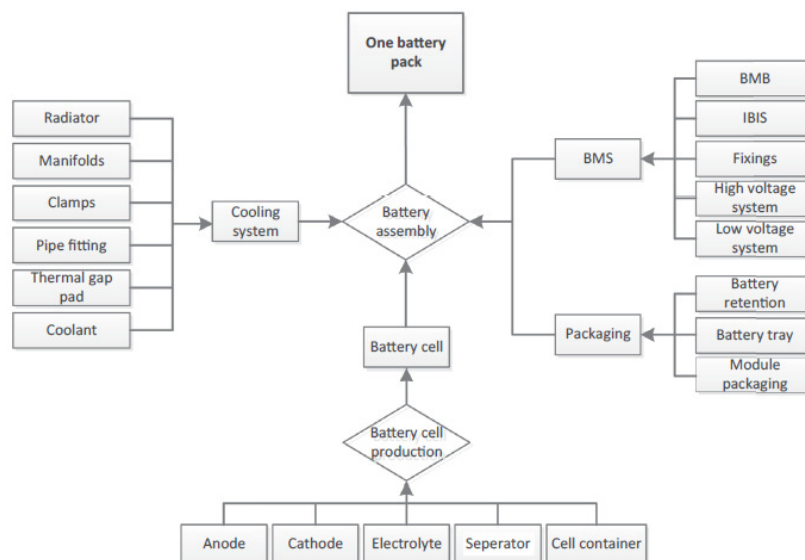 One battery
pack
Radiator
Manifolds
Clamps
Pipe fitting
Thermal gap
pad
Coolant
Cooling
system
Battery
assembly
BMS
BMB
IBIS
Fixings
High voltage
system
Low voltage
system
Packaging
Battery
retention
Battery tray
Module
packaging
Battery cell
Battery cell
production
Anode
Cathode
Electrolyte
Seperator
Cell container